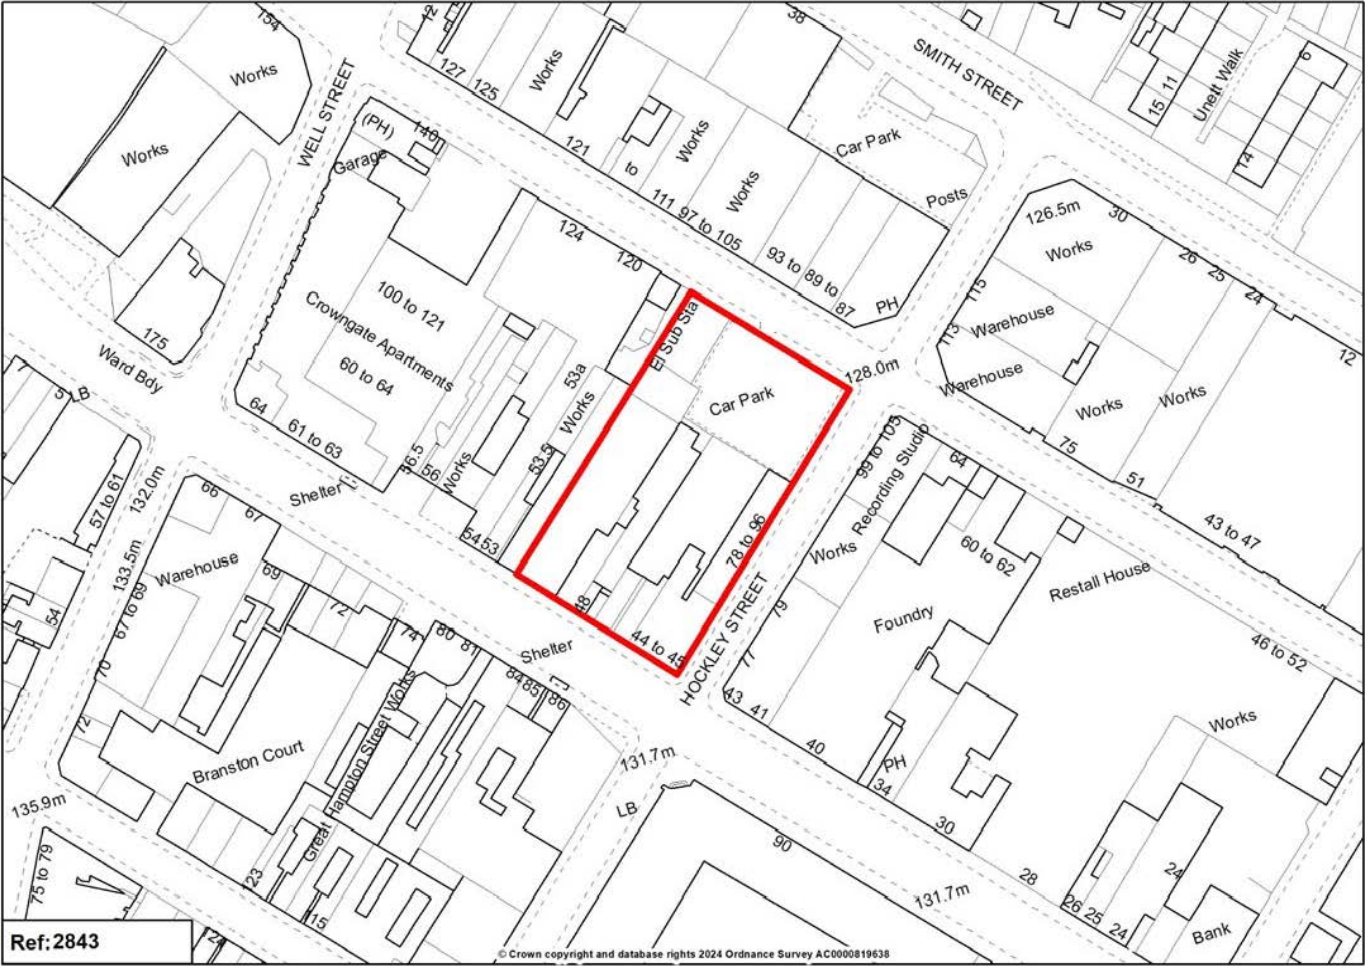 154
Works
Works
WELL STREET
12
127
125
Works
121
to
Works
Works
111
97 to 105
93 to 89 to
87
PH
38
SMITH STREET
Car Park
Posts
15
11
Unett Walk
6
14
(PH)
140
Garage
124
120
126.5m
30
Works
26
25
24
12
115
113
Warehouse
Warehouse
128.0m
Works
Works
75
51
43 to 47
175
Ward Bdy
100 to 121
Crowngate Apartments
60 to 64
64
61 to 63
El Sub Sta
Car Park
53a
Works
56.5
56
Works
53.5
54
53
7
5
LB
57 to 61
132.0m
133.5m
67 to 69
54
70
72
66
67
Shelter
Warehouse
69
72
74
80
81
Shelter
84
85
86
48
44 to 45
78 to 96
HOCKLEY STREET
99 to 105
Recording Studio
64
Works
60 to 62
Restall House
79
77
Foundry
46 to 52
43
41
40
PH
34
30
Works
28
26
25
24
24
Bank
Branston Court
Great Hampton Street Works
131.7m
LB
90
131.7m
135.9m
75 to 79
123
115
124
Ref:2843
© Crown copyright and database rights 2024 Ordnance Survey AC0000819638